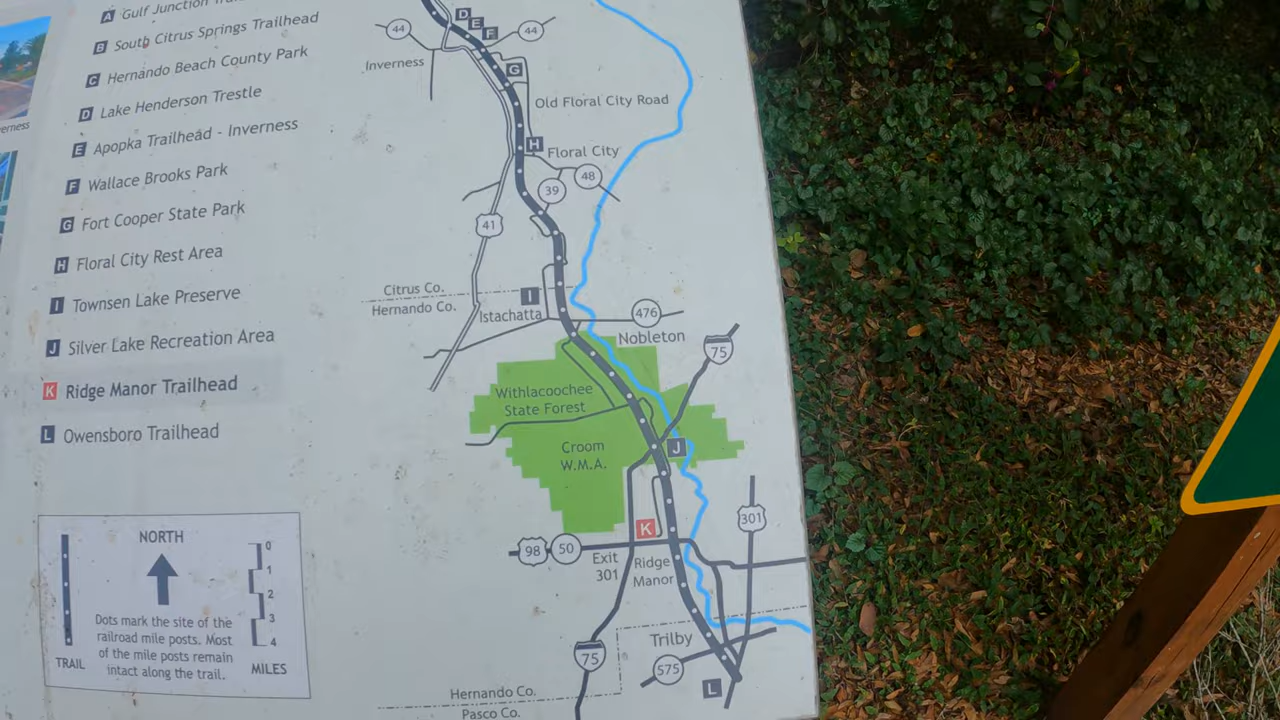 A Gulf Junction
B South Citrus Springs Trailhead
C Hernando Beach County Park
D Lake Henderson Trestle
E Apopka Trailhead - Inverness
F Wallace Brooks Park
G Fort Cooper State Park
H Floral City Rest Area
I Townsen Lake Preserve
J Silver Lake Recreation Area
K Ridge Manor Trailhead
L Owensboro Trailhead
NORTH
Dots mark the site of the
railroad mile posts. Most
of the mile posts remain
intact along the trail.
TRAIL
0
1
2
3
4
MILES
D
E
F
44
44
Inverness
G
Old Floral City Road
H
Floral City
48
39
41
Citrus Co.
Hernando Co.
I
Istachatta
476
Nobleton
75
Withlacoochee
State Forest
Croom
W.M.A.
J
301
K
98
50
Exit
301
Ridge
Manor
Trilby
75
575
L
Hernando Co.
Pasco Co.